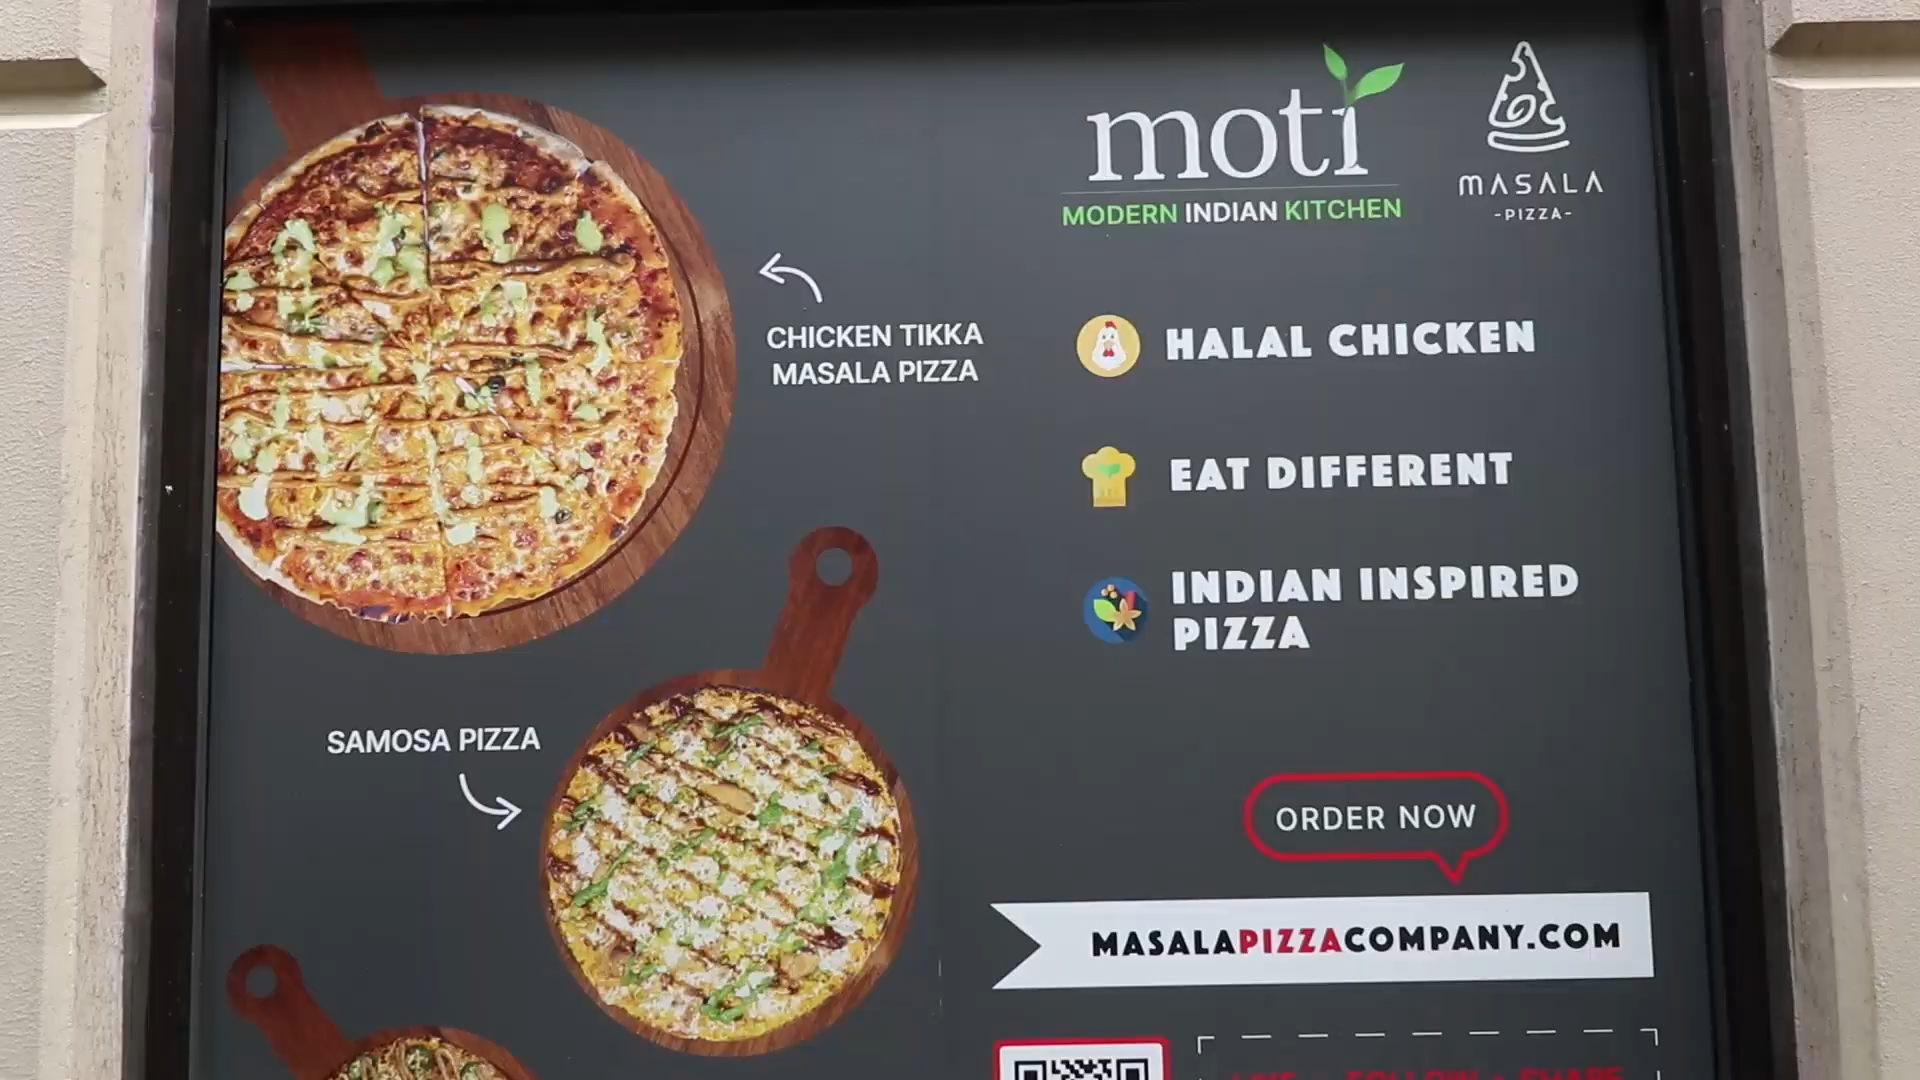 moti
MODERN INDIAN KITCHEN
MASALA
-PIZZA-
CHICKEN TIKKA
MASALA PIZZA
HALAL CHICKEN
EAT DIFFERENT
INDIAN INSPIRED
PIZZA
SAMOSA PIZZA
ORDER NOW
MASALAPIZZACOMPANY.COM